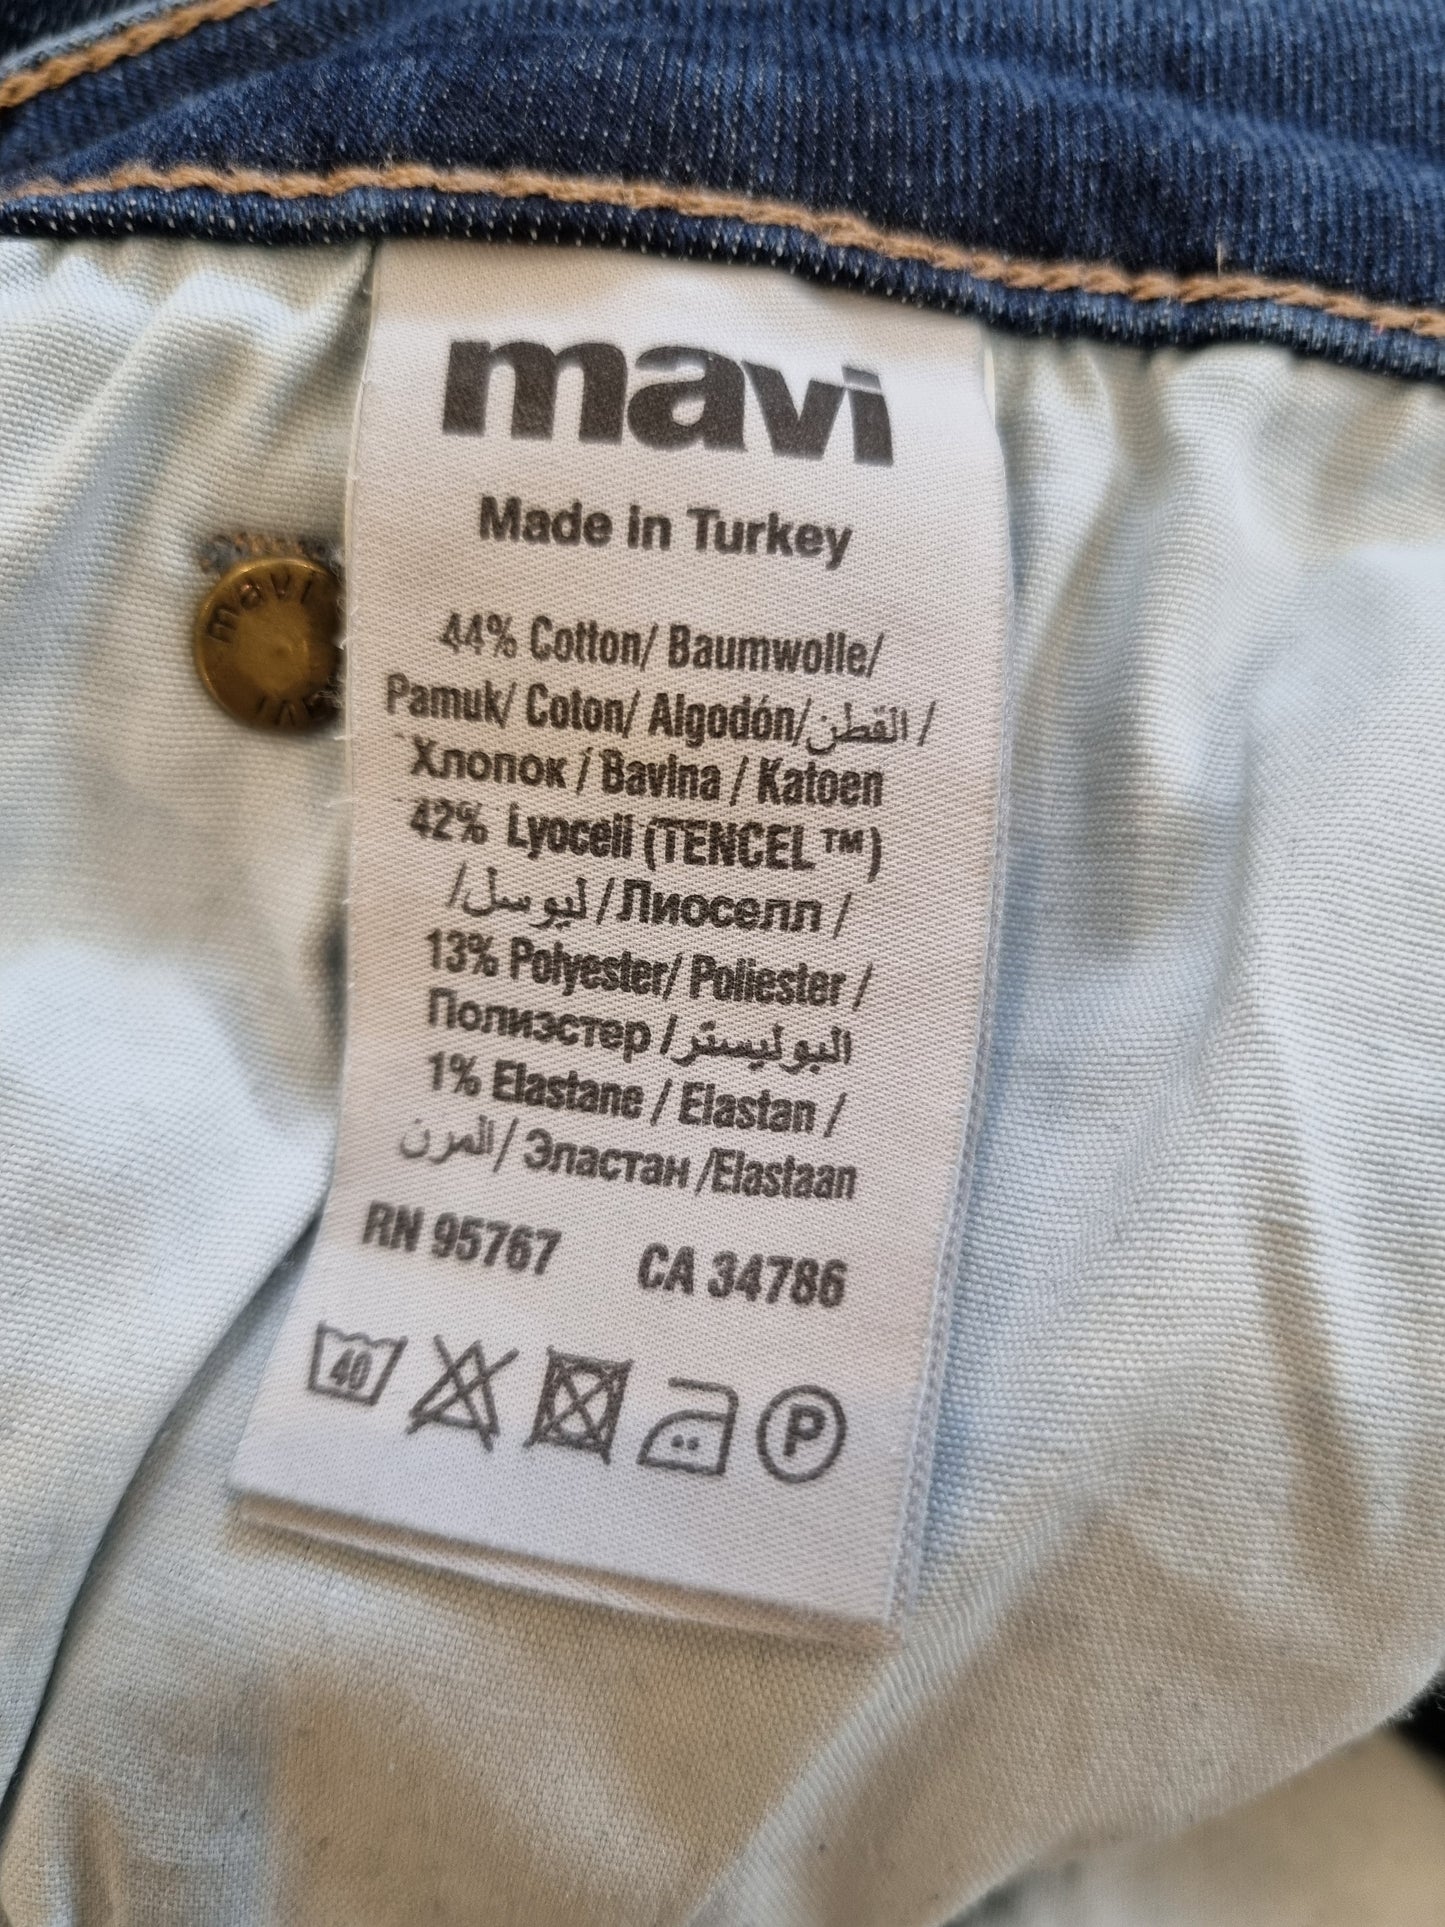 mavi
Made in Turkey
44% Cotton/ Baumwolle/
Pamuk/ Coton/ Algodón/القطن /
Хлопок / Bavlna / Katoen
42% Lyocell (TENCEL™)
/ليوسل /Лиоселл /
13% Polyester/ Poliester /
Полиэстер /البوليستر
1% Elastane / Elastan /
المرن/ Эластан /Elastaan
RN 95767 CA 34786
40
P
mavi